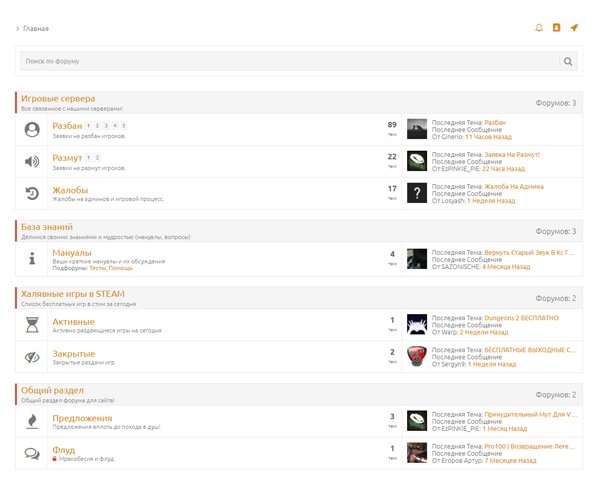 Главная
Поиск по форуму
Игровые сервера
Все связанное с нашими серверами!
Форумов: 3
Разбан 1 2 3 4 5
Заявки на разбан игроков.
89
тем
Последняя Тема: Разбан
Последнее Сообщение
От Cinerio: 11 Часов Назад
Размут 1 2
Заявки на размут игроков.
22
тем
Последняя Тема: Заявка На Размут!
Последнее Сообщение
От EzPINKIE_PIE: 22 Часа Назад
Жалобы
Жалобы на админов и игровой процесс.
17
тем
Последняя Тема: Жалоба На Админа
Последнее Сообщение
От Losyash: 1 Неделя Назад
База знаний
Делимся своими знаниями и мудростью (мануалы, вопросы)
Форумов: 3
Мануалы
Ваши краткие мануалы и их обсуждения
Подфорумы: Тесты, Помощь
4
тем
Последняя Тема: Вернуть Старый Звук В Кс Г...
Последнее Сообщение
От SAZONISCHE: 4 Месяца Назад
Халявные игры в STEAM
Список бесплатных игр в стим за сегодня
Форумов: 2
Активные
Активно раздающиеся игры на сегодня
1
тем
Последняя Тема: Dungeons 2 БЕСПЛАТНО
Последнее Сообщение
От Warp: 2 Недели Назад
Закрытые
Закрытые раздачи игр
2
тем
Последняя Тема: БЕСПЛАТНЫЕ ВЫХОДНЫЕ С...
Последнее Сообщение
От Sergyn9: 1 Неделя Назад
Общий раздел
Общий раздел форума для сайта!
Форумов: 2
Предложения
Предложения вплоть до похода в душ!
3
тем
Последняя Тема: Принудительный Мут Для V...
Последнее Сообщение
От EzPINKIE_PIE: 1 Месяц Назад
Флуд
Мракобесия и флуд
1
тем
Последняя Тема: Pro100 | Возвращение Леге...
Последнее Сообщение
От Егоров Артур: 7 Месяцев Назад